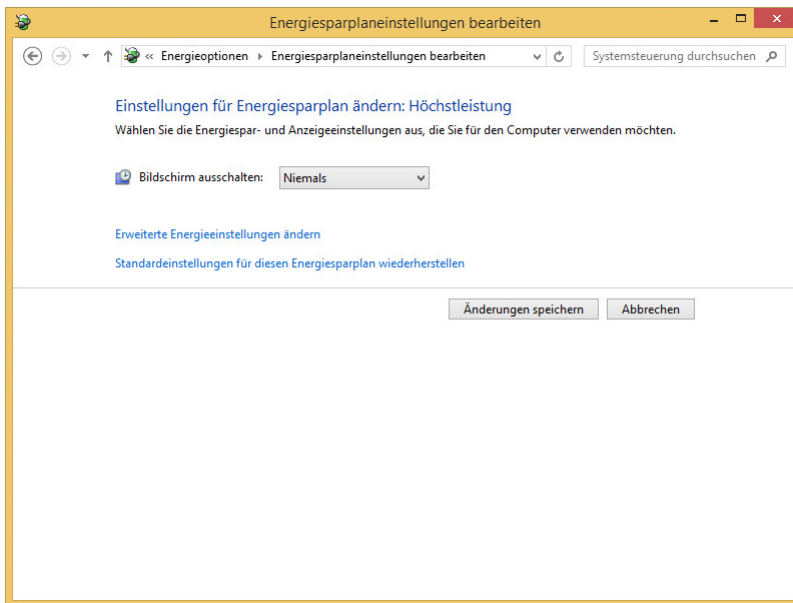 Energiesparplaneinstellungen bearbeiten
« Energieoptionen Energiesparplaneinstellungen bearbeiten Systemsteuerung durchsuchen
Einstellungen für Energiesparplan ändern: Höchstleistung
Wählen Sie die Energiespar- und Anzeigeeinstellungen aus, die Sie für den Computer verwenden möchten.
Bildschirm ausschalten: Niemals
Erweiterte Energieeinstellungen ändern
Standardeinstellungen für diesen Energiesparplan wiederherstellen
Änderungen speichern Abbrechen